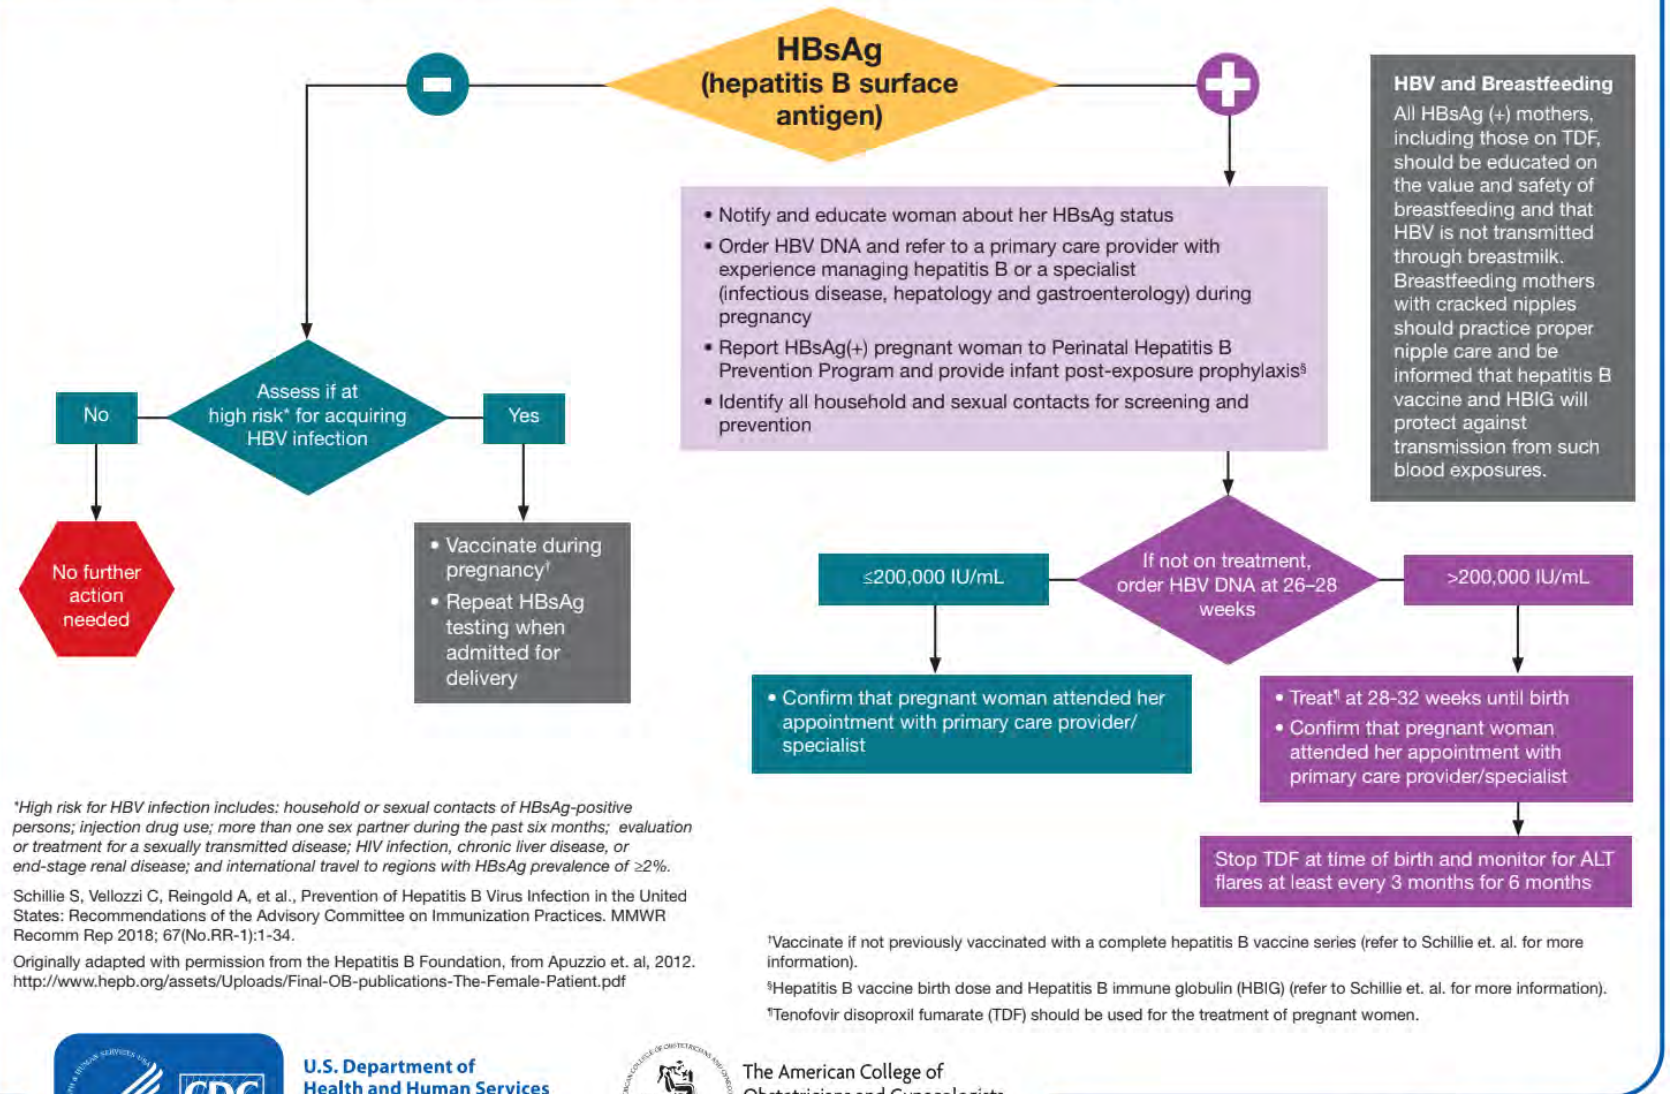 HBsAg
(hepatitis B surface
antigen)
HBV and Breastfeeding
All HBsAg (+) mothers,
including those on TDF,
should be educated on
the value and safety of
breastfeeding and that
HBV is not transmitted
through breastmilk.
Breastfeeding mothers
with cracked nipples
should practice proper
nipple care and be
informed that hepatitis B
vaccine and HBIG will
protect against
transmission from such
blood exposures.
• Notify and educate woman about her HBsAg status
• Order HBV DNA and refer to a primary care provider with
experience managing hepatitis B or a specialist
(infectious disease, hepatology and gastroenterology) during
pregnancy
• Report HBsAg(+) pregnant woman to Perinatal Hepatitis B
Prevention Program and provide infant post-exposure prophylaxis§
• Identify all household and sexual contacts for screening and
prevention
Assess if at
high risk* for acquiring
HBV infection
No
Yes
No further
action
needed
• Vaccinate during
pregnancy†
• Repeat HBsAg
testing when
admitted for
delivery
If not on treatment,
order HBV DNA at 26–28
weeks
≤200,000 IU/mL
>200,000 IU/mL
• Confirm that pregnant woman attended her
appointment with primary care provider/
specialist
• Treat¶ at 28-32 weeks until birth
• Confirm that pregnant woman
attended her appointment with
primary care provider/specialist
Stop TDF at time of birth and monitor for ALT
flares at least every 3 months for 6 months
*High risk for HBV infection includes: household or sexual contacts of HBsAg-positive
persons; injection drug use; more than one sex partner during the past six months; evaluation
or treatment for a sexually transmitted disease; HIV infection, chronic liver disease, or
end-stage renal disease; and international travel to regions with HBsAg prevalence of ≥2%.
Schillie S, Vellozzi C, Reingold A, et al., Prevention of Hepatitis B Virus Infection in the United
States: Recommendations of the Advisory Committee on Immunization Practices. MMWR
Recomm Rep 2018; 67(No.RR-1):1-34.
Originally adapted with permission from the Hepatitis B Foundation, from Apuzzio et. al, 2012.
http://www.hepb.org/assets/Uploads/Final-OB-publications-The-Female-Patient.pdf
†Vaccinate if not previously vaccinated with a complete hepatitis B vaccine series (refer to Schillie et. al. for more
information).
§Hepatitis B vaccine birth dose and Hepatitis B immune globulin (HBIG) (refer to Schillie et. al. for more information).
¶Tenofovir disoproxil fumarate (TDF) should be used for the treatment of pregnant women.
CDC
U.S. Department of
Health and Human Services
The American College of
Obstetricians and Gynecologists